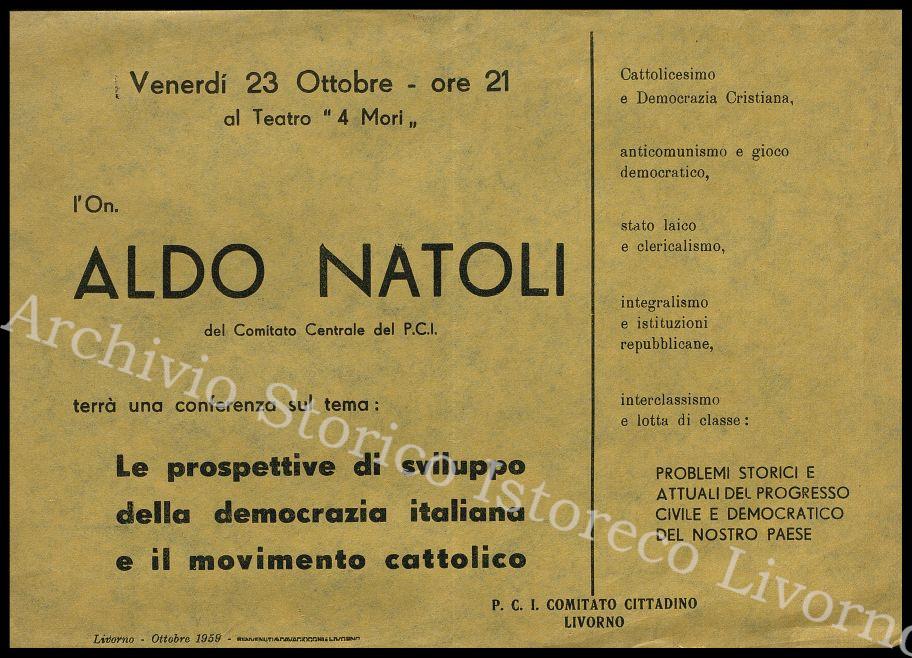 Venerdí 23 Ottobre - ore 21
al Teatro “ 4 Mori „
l'On.
ALDO NATOLI
del Comitato Centrale del P.C.I.
terrà una conferenza sul tema :
Le prospettive di sviluppo
della democrazia italiana
e il movimento cattolico
Cattolicesimo
e Democrazia Cristiana,
anticomunismo e gioco
democratico,
stato laico
e clericalismo,
integralismo
e istituzioni
repubblicane,
interclassismo
e lotta di classe :
PROBLEMI STORICI E
ATTUALI DEL PROGRESSO
CIVILE E DEMOCRATICO
DEL NOSTRO PAESE
P. C. I. COMITATO CITTADINO
LIVORNO
Livorno - Ottobre 1959 -
Archivio Storico Istoreco Livorno